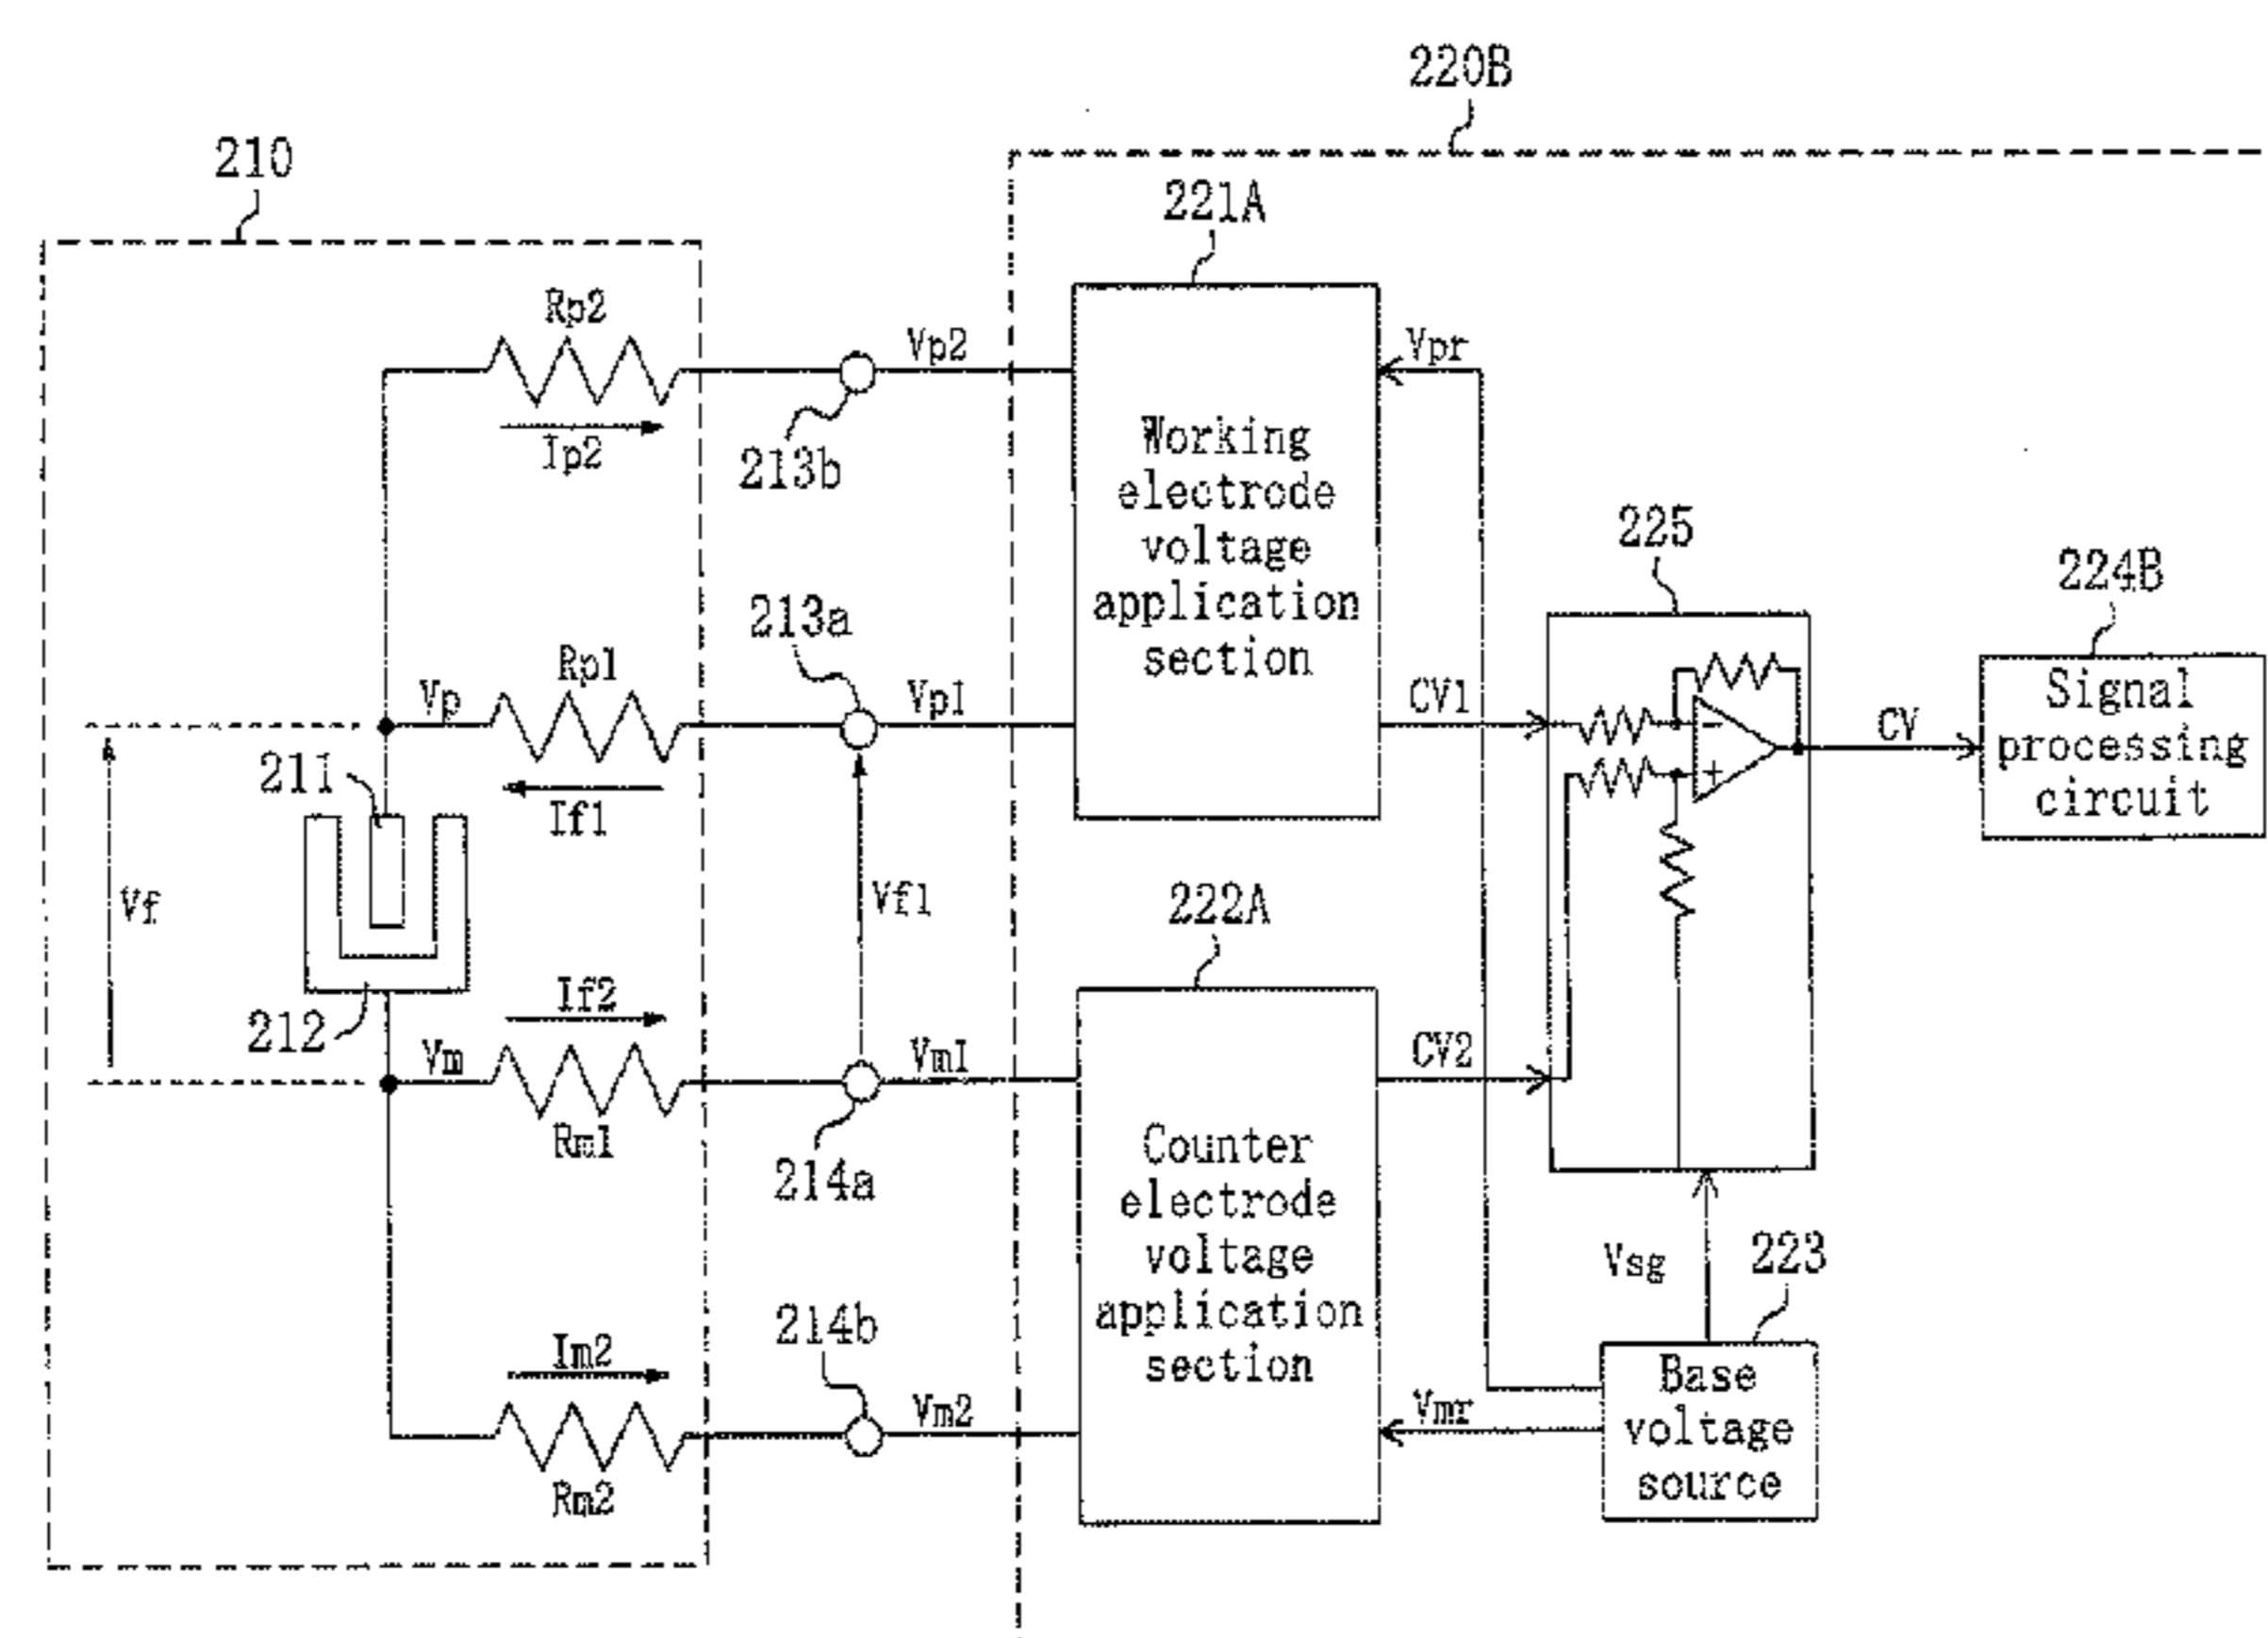 220B
210
221A
Rp2
Vp2
Vpr
Ip2
213b
Working
electrode
voltage
application
section
225
224B
213a
Rp1
Vp
Vp1
CV1
Signal
processing
circuit
CV
211
If1
−
+
Vf
Vf1
222A
If2
212
Vm
Vm1
CV2
Rm1
214a
Counter
electrode
voltage
application
section
Vsg
223
214b
Im2
Vm2
Vmr
Base
voltage
source
Rm2